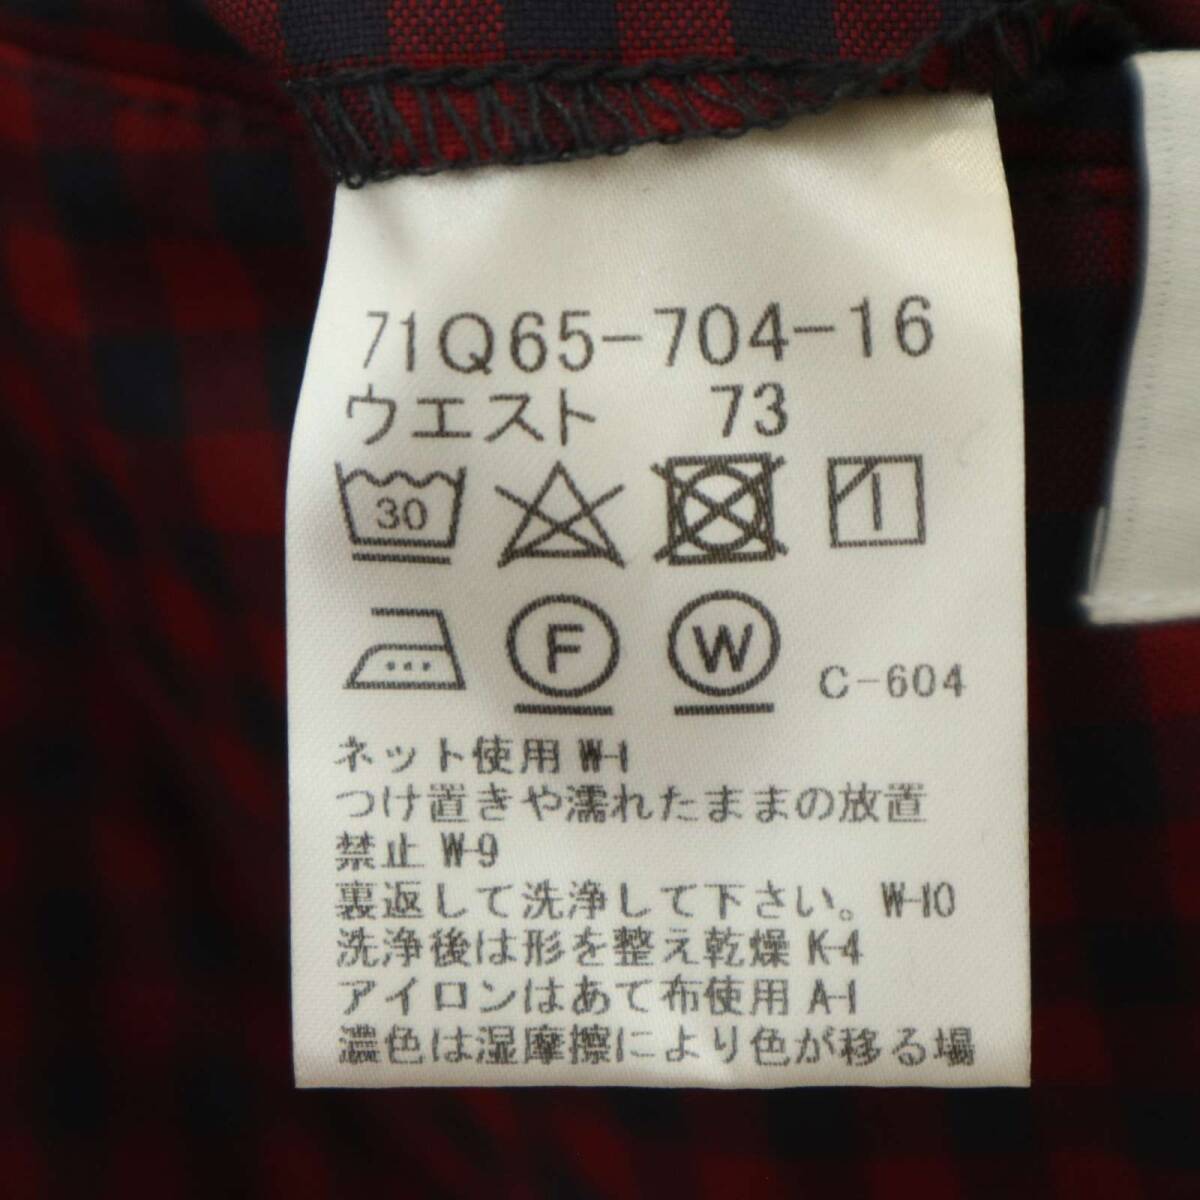 71Q65-704-16
ウエスト 73
30
F W C-604
ネット使用 W-1
つけ置きや濡れたままの放置
禁止 W-9
裏返して洗浄して下さい。W-10
洗浄後は形を整え乾燥 K-4
アイロンはあて布使用 A-1
濃色は湿摩擦により色が移る場